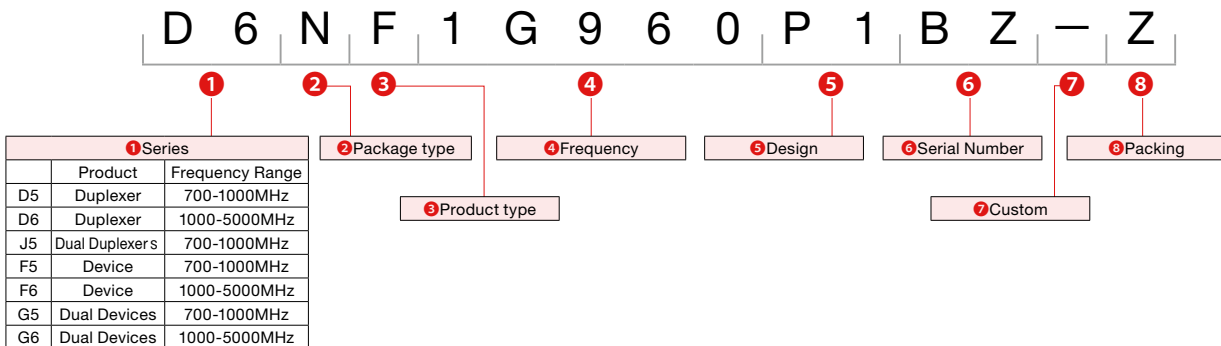 D 6 N F 1 G 9 6 0 P 1 B Z — Z
1 2 3 4 5 6 7 8
1Series
Product Frequency Range
D5 Duplexer 700-1000MHz
D6 Duplexer 1000-5000MHz
J5 Dual Duplexers 700-1000MHz
F5 Device 700-1000MHz
F6 Device 1000-5000MHz
G5 Dual Devices 700-1000MHz
G6 Dual Devices 1000-5000MHz
2Package type
3Product type
4Frequency
5Design
6Serial Number
7Custom
8Packing